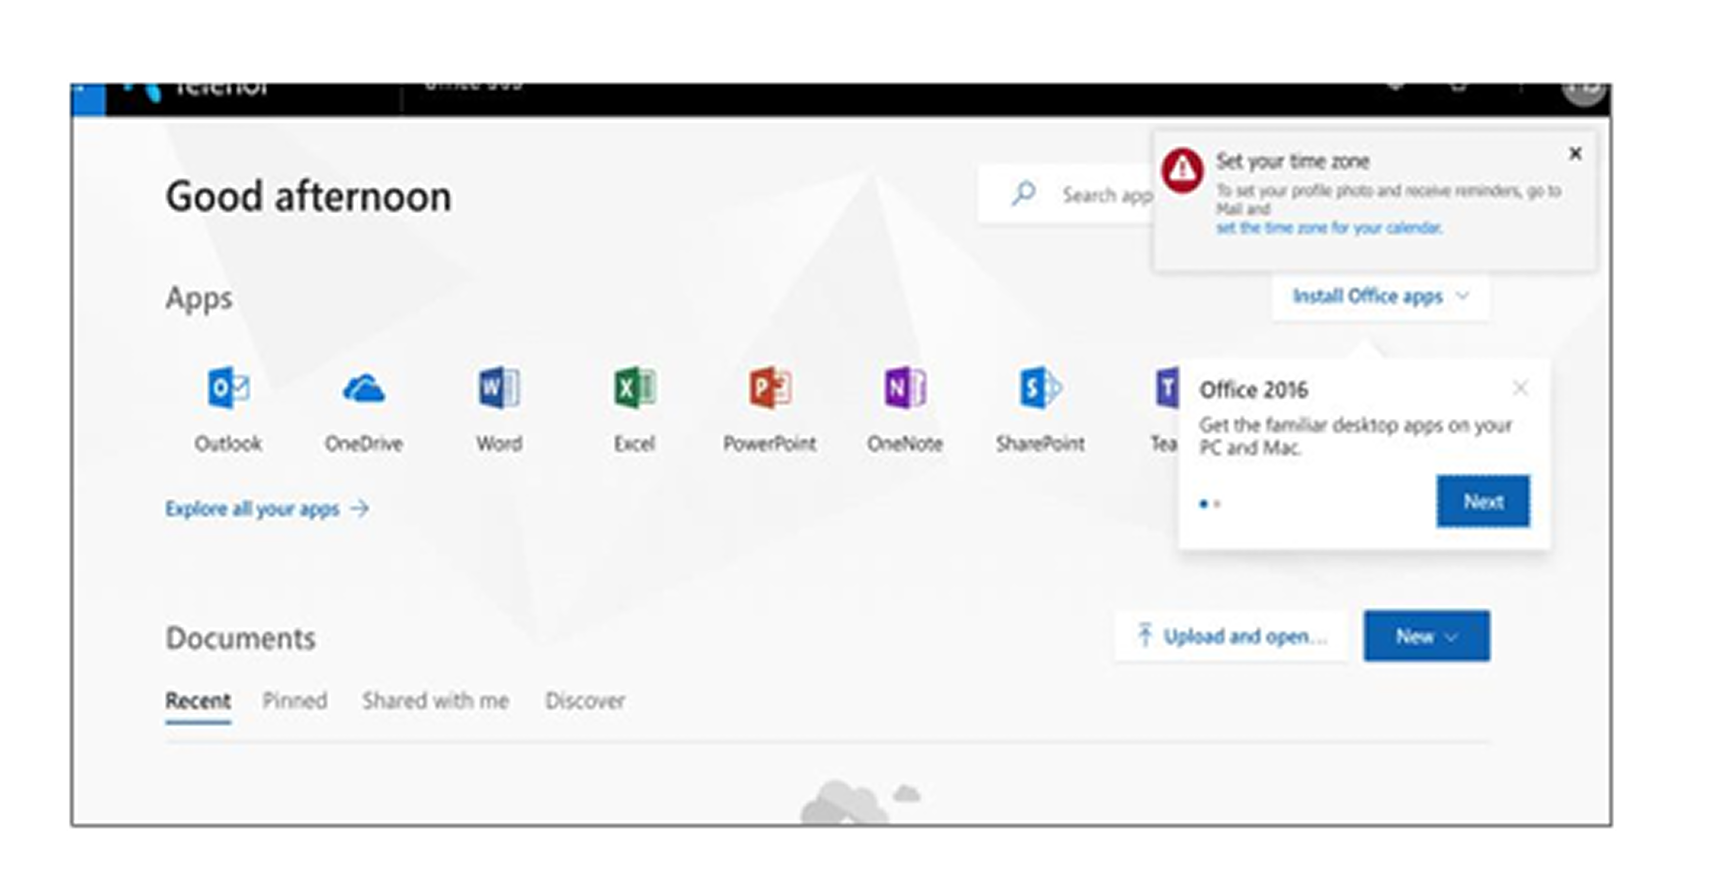 Telenor
Office 365
Good afternoon
Search app
Set your time zone
To set your profile photo and receive reminders, go to
Mail and
set the time zone for your calendar.
Apps
Install Office apps
Outlook
OneDrive
Word
Excel
PowerPoint
OneNote
SharePoint
Tea
Office 2016
Get the familiar desktop apps on your
PC and Mac.
Next
Explore all your apps →
Documents
Upload and open...
New
Recent
Pinned
Shared with me
Discover